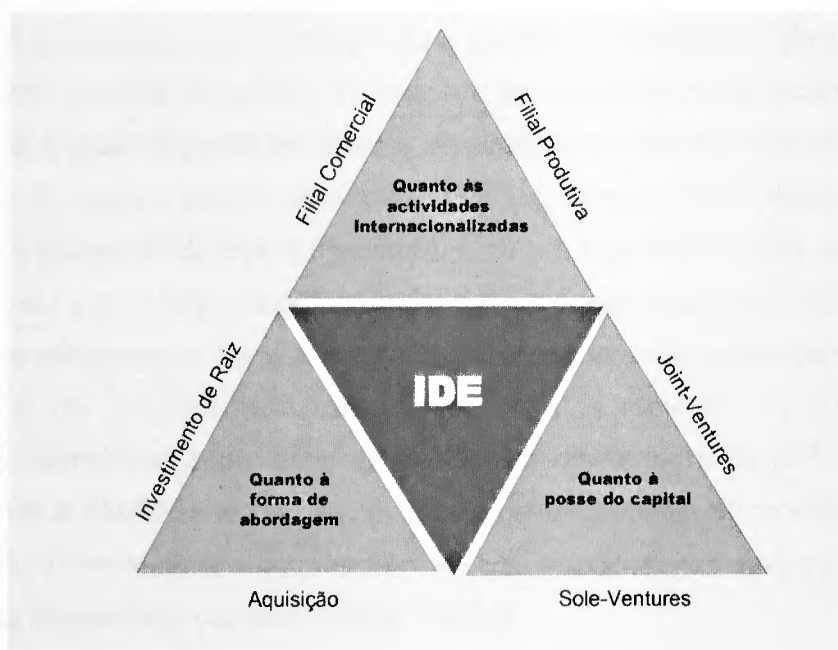 Filial Comercial
Filial Produtiva
Quanto às
actividades
Internacionalizadas
IDE
Investimento de Raiz
Joint-Ventures
Quanto à
forma de
abordagem
Quanto à
posse do capital
Aquisição
Sole-Ventures